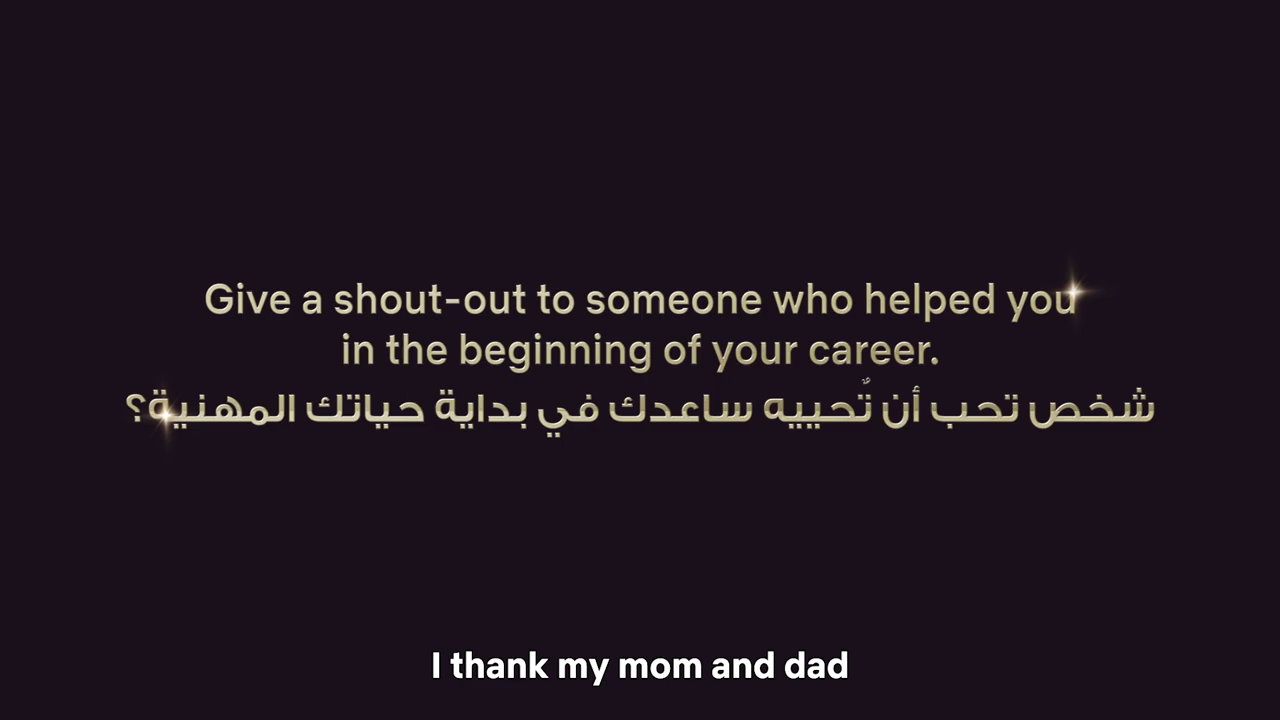 Give a shout-out to someone who helped you
in the beginning of your career.
شخص تحب أن تُحييه ساعدك في بداية حياتك المهنية؟
I thank my mom and dad